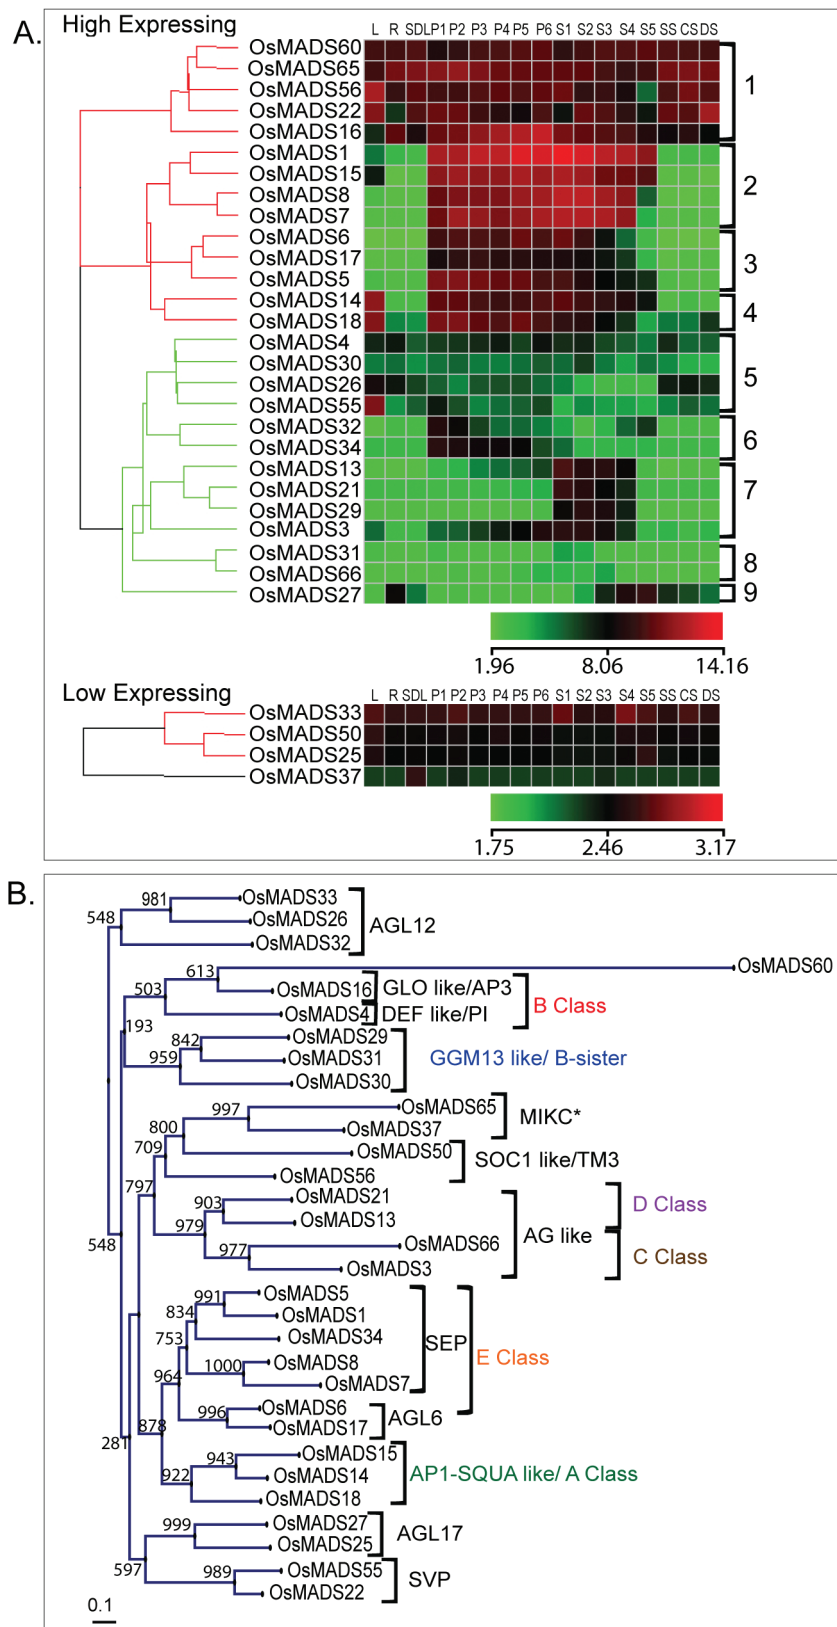 A.
High Expressing
L R SDL P1 P2 P3 P4 P5 P6 S1 S2 S3 S4 S5 SS CS DS
OsMADS60
OsMADS65
OsMADS56
OsMADS22
OsMADS16
1
OsMADS1
OsMADS15
OsMADS8
OsMADS7
2
OsMADS6
OsMADS17
OsMADS5
3
OsMADS14
OsMADS18
4
OsMADS4
OsMADS30
OsMADS26
OsMADS55
5
OsMADS32
OsMADS34
6
OsMADS13
OsMADS21
OsMADS29
OsMADS3
7
OsMADS31
OsMADS66
8
OsMADS27
9
1.96 8.06 14.16
Low Expressing
L R SDL P1 P2 P3 P4 P5 P6 S1 S2 S3 S4 S5 SS CS DS
OsMADS33
OsMADS50
OsMADS25
OsMADS37
1.75 2.46 3.17
B.
981 OsMADS33
548 OsMADS26 AGL12
OsMADS32
613 OsMADS60
503 OsMADS16 GLO like/AP3 B Class
OsMADS4 DEF like/PI
193
842 OsMADS29
959 OsMADS31 GGM13 like/ B-sister
OsMADS30
997 OsMADS65 MIKC*
800 OsMADS37
709 OsMADS50 SOC1 like/TM3
OsMADS56
797
903 OsMADS21 D Class
979 OsMADS13 AG like
977 OsMADS66 C Class
548 OsMADS3
991 OsMADS5
834 OsMADS1
753 OsMADS34 SEP E Class
1000 OsMADS8
964 OsMADS7
996 OsMADS6 AGL6
878 OsMADS17
281
943 OsMADS15
922 OsMADS14 AP1-SQUA like/ A Class
OsMADS18
999 OsMADS27 AGL17
OsMADS25
597 989 OsMADS55 SVP
OsMADS22
0.1